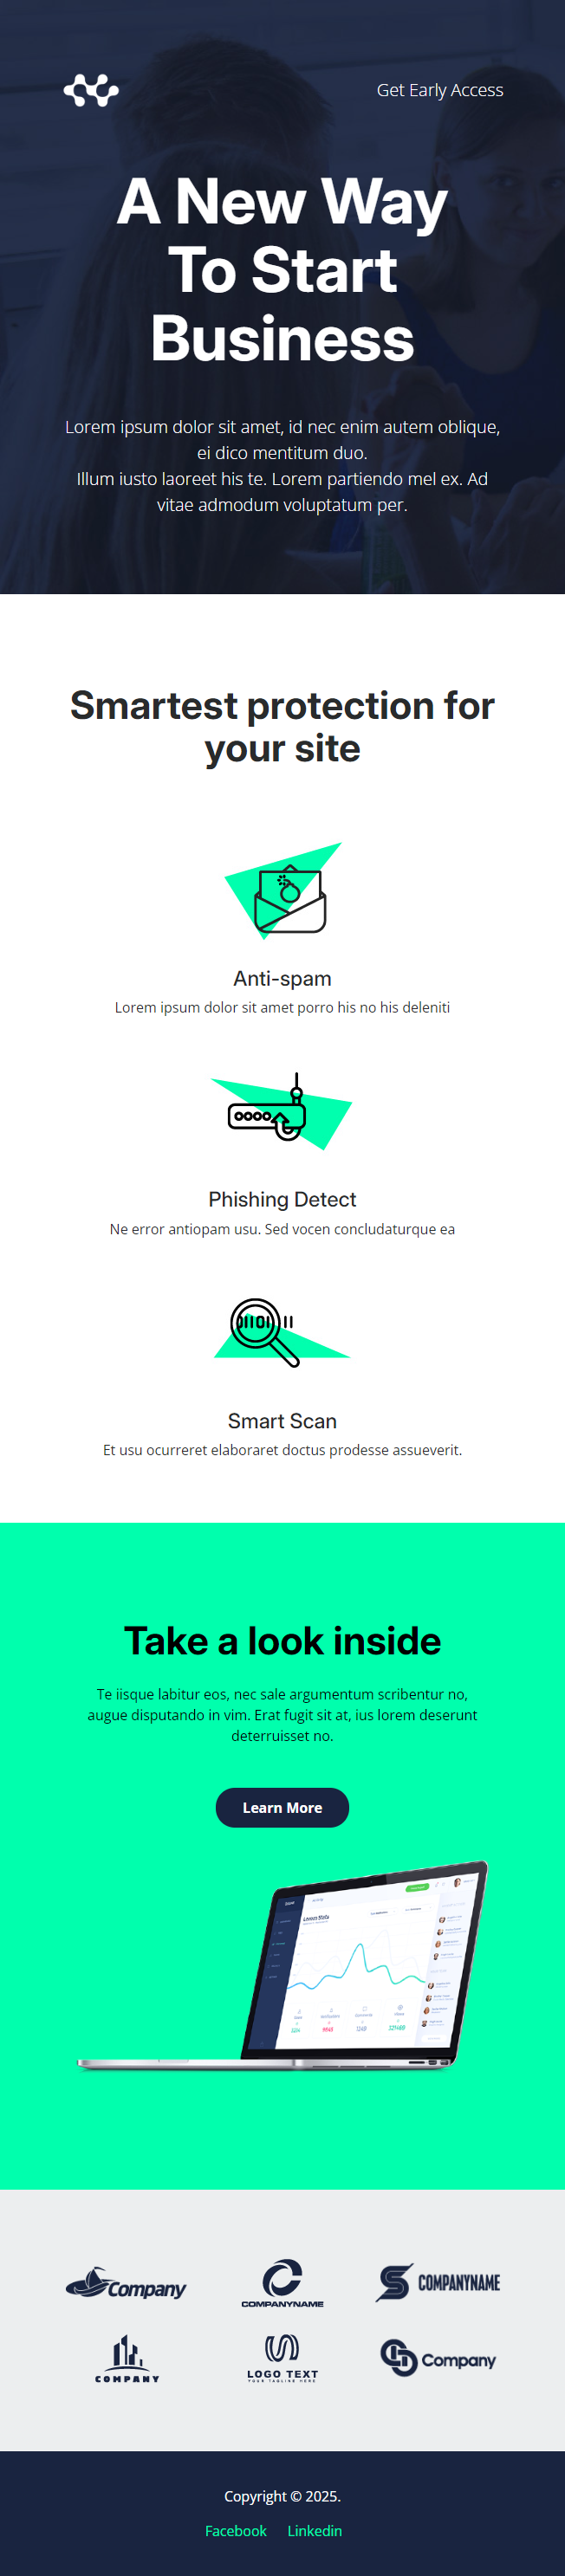 Get Early Access
A New Way
To Start
Business
Lorem ipsum dolor sit amet, id nec enim autem oblique,
ei dico mentitum duo.
Illum iusto laoreet his te. Lorem partiendo mel ex. Ad
vitae admodum voluptatum per.
Smartest protection for
your site
Anti-spam
Lorem ipsum dolor sit amet porro his no his deleniti
Phishing Detect
Ne error antiopam usu. Sed vocen concludaturque ea
Smart Scan
Et usu ocurreret elaboraret doctus prodesse assueverit.
Take a look inside
Te iisque labitur eos, nec sale argumentum scribentur no,
augue disputando in vim. Erat fugit sit at, ius lorem deserunt
deterruisset no.
Learn More
Company
COMPANYNAME
COMPANYNAME
COMPANY
LOGO TEXT
YOUR TAGLINE HERE
Company
Copyright © 2025.
Facebook Linkedin